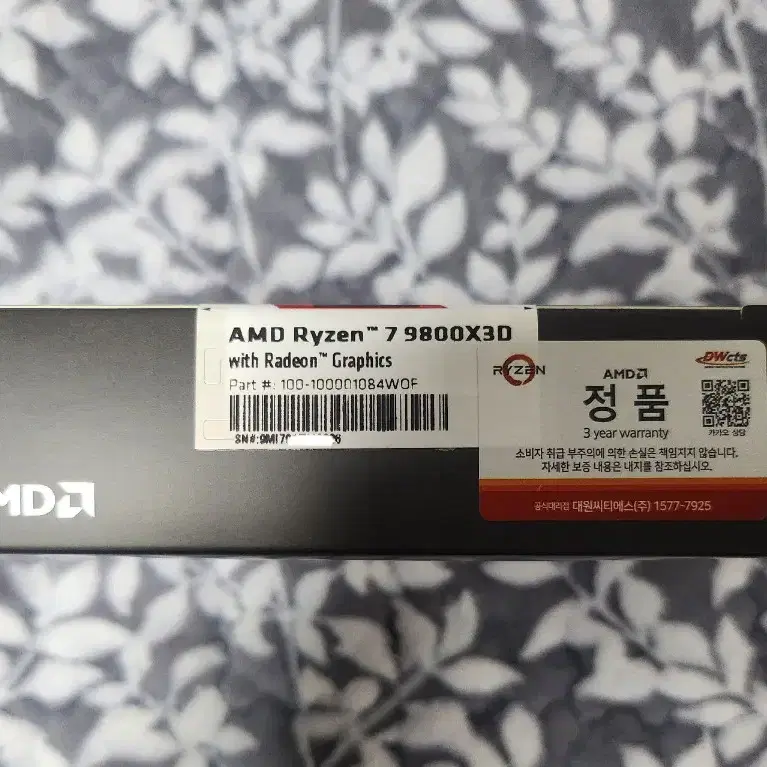 AMD Ryzen™ 7 9800X3D
with Radeon™ Graphics
Part #: 100-100001084WOF
AMD
RYZEN
AMD
DWcts
정품
3 year warranty
카카오 상담
소비자 취급 부주의에 의한 손실은 책임지지 않습니다.
자세한 보증 내용은 내지를 참조하십시오.
공식대리점 대원씨티에스(주) 1577-7925